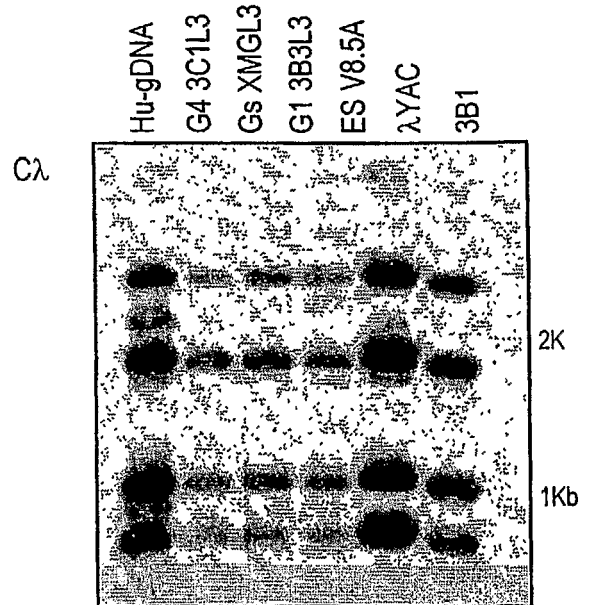 Hu-gDNA
G4 3C1L3
Gs XMGL3
G1 3B3L3
ES V8.5A
λYAC
3B1
Cλ
2K
1Kb